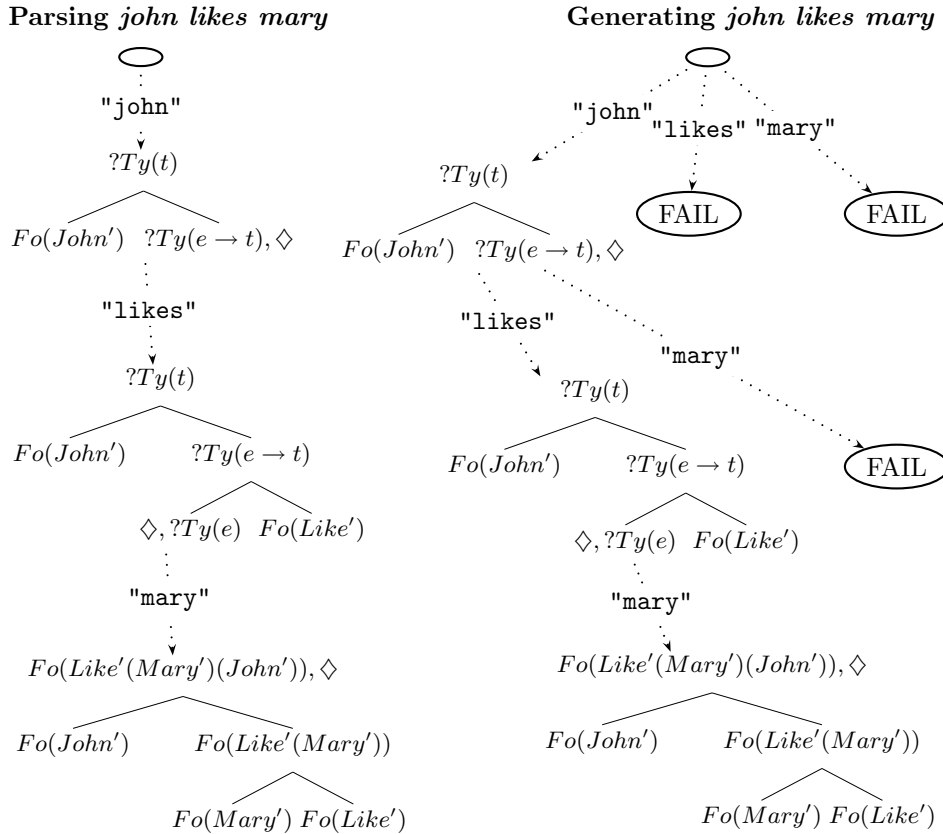 Parsing john likes mary
"john"
?Ty(t)
Fo(John′) ?Ty(e → t), ◇
"likes"
?Ty(t)
Fo(John′) ?Ty(e → t)
◇, ?Ty(e) Fo(Like′)
"mary"
Fo(Like′(Mary′)(John′)), ◇
Fo(John′) Fo(Like′(Mary′))
Fo(Mary′) Fo(Like′)
Generating john likes mary
"john" "likes" "mary"
?Ty(t) FAIL FAIL
Fo(John′) ?Ty(e → t), ◇
"likes" "mary"
?Ty(t)
Fo(John′) ?Ty(e → t) FAIL
◇, ?Ty(e) Fo(Like′)
"mary"
Fo(Like′(Mary′)(John′)), ◇
Fo(John′) Fo(Like′(Mary′))
Fo(Mary′) Fo(Like′)